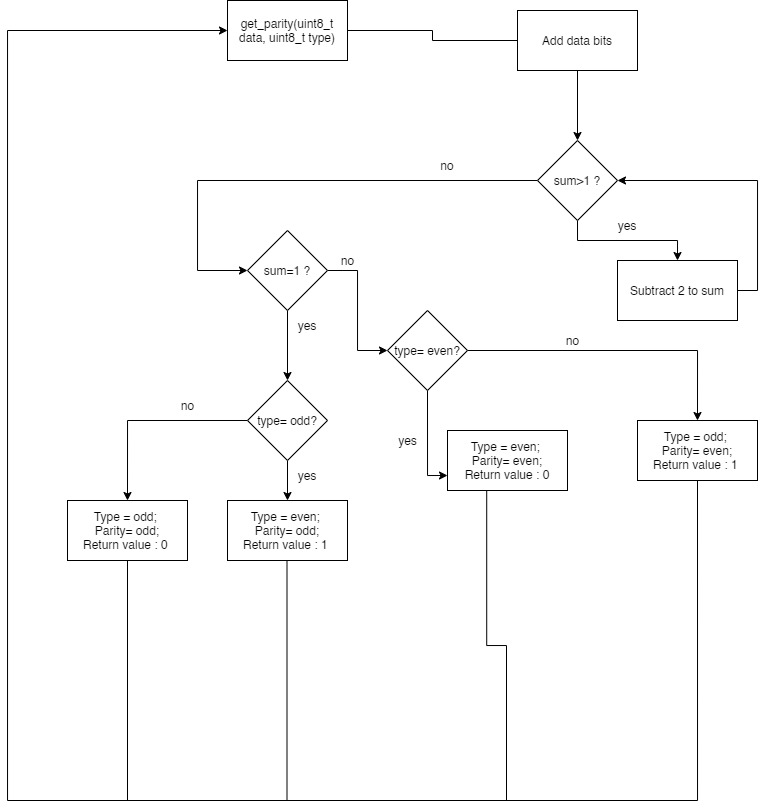 get_parity(uint8_t
data, uint8_t type)
Add data bits
no
sum>1 ?
yes
sum=1 ?
no
Subtract 2 to sum
yes
type= even?
no
no
type= odd?
yes
Type = even;
Parity= even;
Return value : 0
Type = odd;
Parity= even;
Return value : 1
yes
Type = odd;
Parity= odd;
Return value : 0
Type = even;
Parity= odd;
Return value : 1